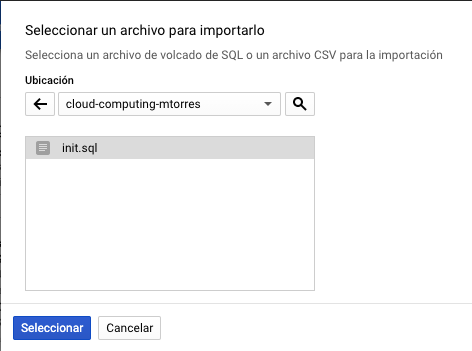 Seleccionar un archivo para importarlo
Selecciona un archivo de volcado de SQL o un archivo CSV para la importación
Ubicación
cloud-computing-mtorres
init.sql
Seleccionar
Cancelar